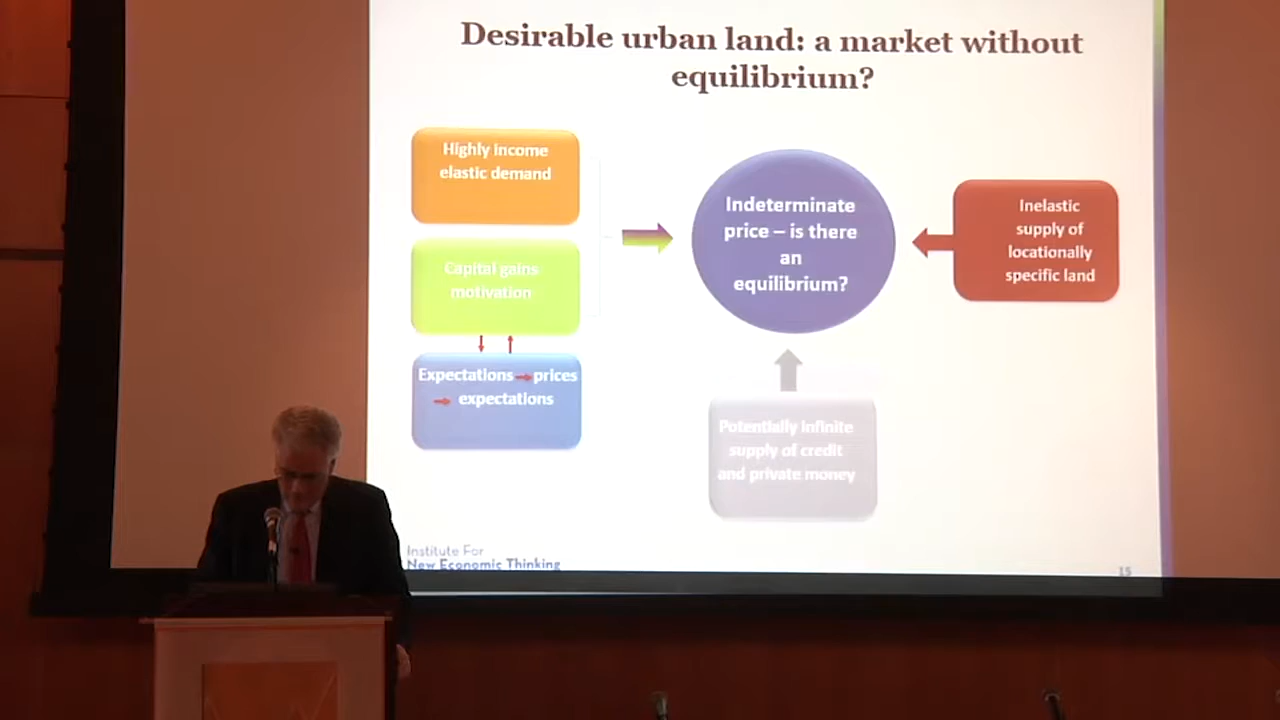 Desirable urban land: a market without
equilibrium?
Highly income
elastic demand
Capital gains
motivation
Expectations → prices
→ expectations
Indeterminate
price – is there
an
equilibrium?
Inelastic
supply of
locationally
specific land
Potentially infinite
supply of credit
and private money
Institute For
New Economic Thinking
15